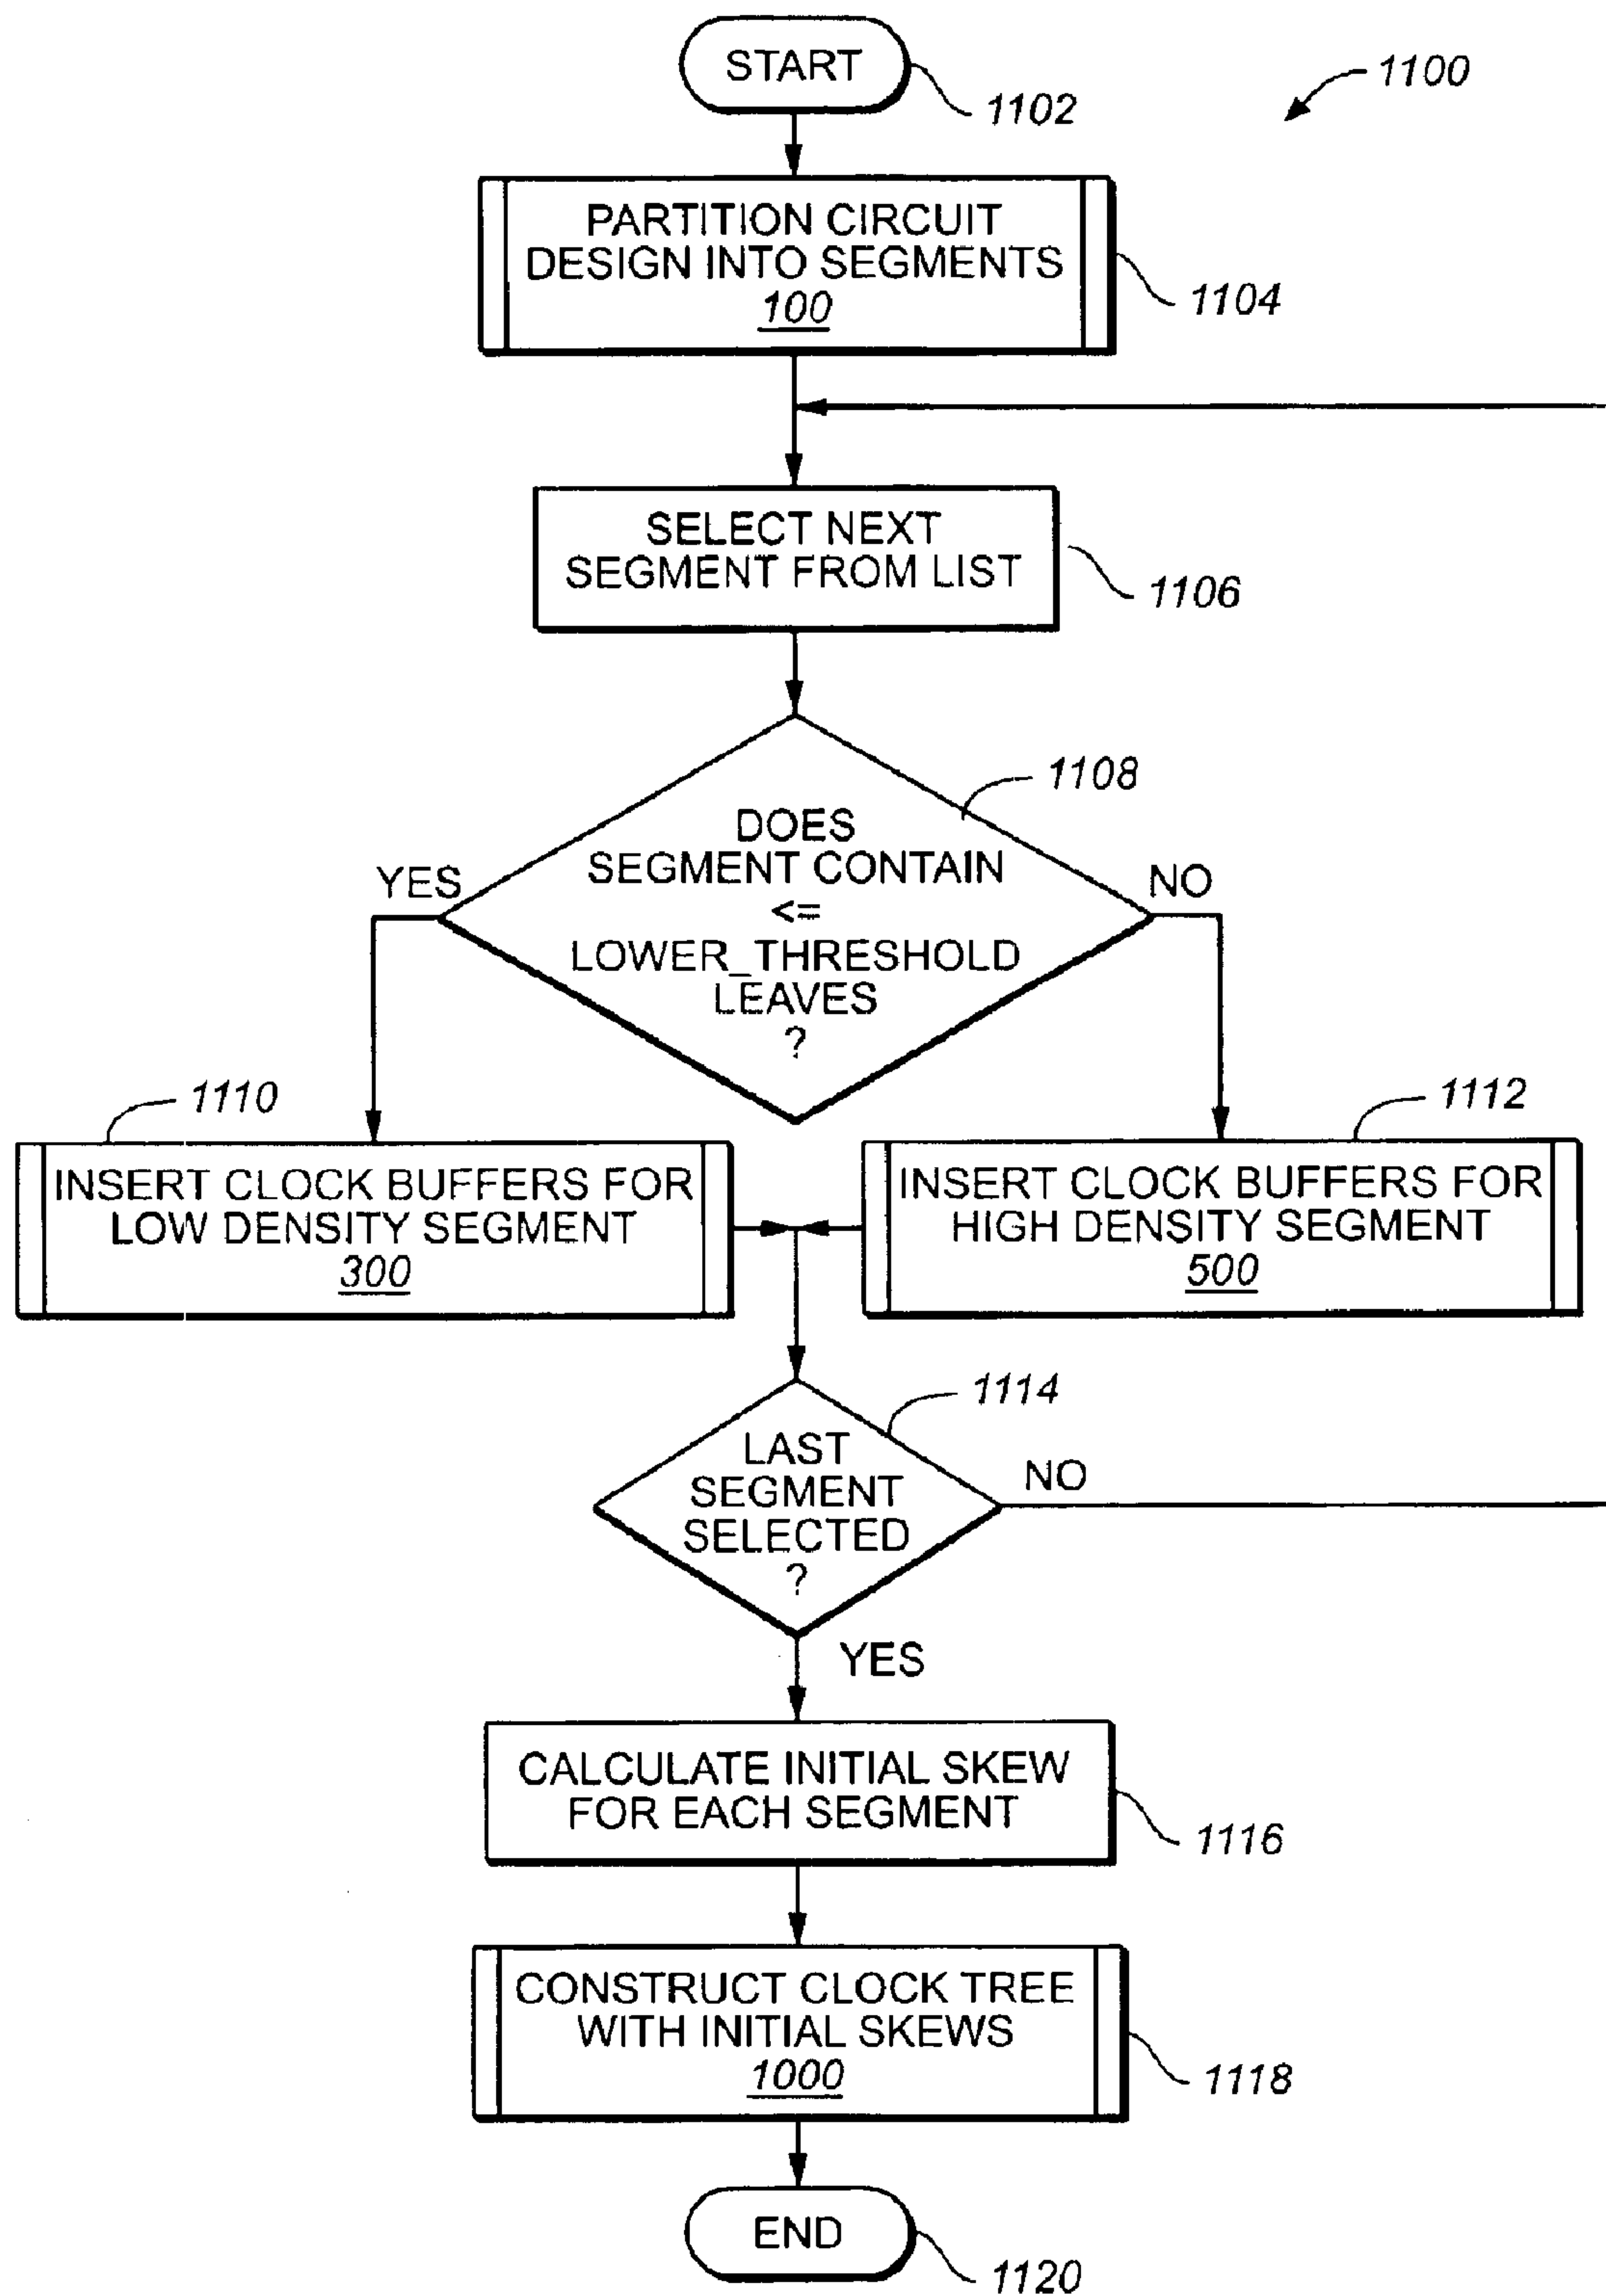 START
1102
1100
PARTITION CIRCUIT
DESIGN INTO SEGMENTS
100
1104
SELECT NEXT
SEGMENT FROM LIST
1106
1108
DOES
SEGMENT CONTAIN
<=
LOWER_THRESHOLD
LEAVES
?
YES
NO
1110
1112
INSERT CLOCK BUFFERS FOR
LOW DENSITY SEGMENT
300
INSERT CLOCK BUFFERS FOR
HIGH DENSITY SEGMENT
500
1114
LAST
SEGMENT
SELECTED
?
NO
YES
CALCULATE INITIAL SKEW
FOR EACH SEGMENT
1116
CONSTRUCT CLOCK TREE
WITH INITIAL SKEWS
1000
1118
END
1120